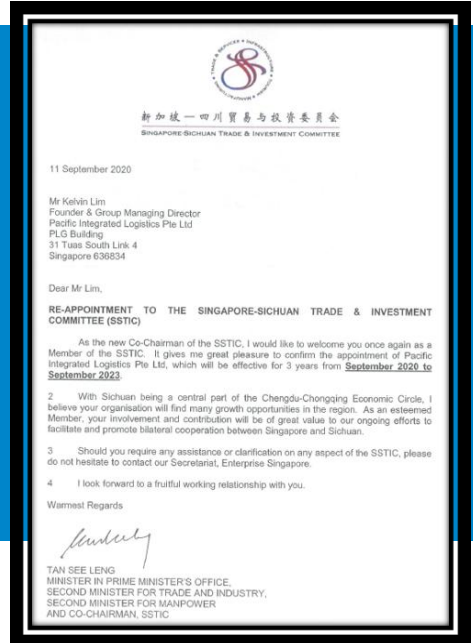 新加坡—四川贸易与投资委员会
SINGAPORE-SICHUAN TRADE & INVESTMENT COMMITTEE
11 September 2020
Mr Kelvin Lim
Founder & Group Managing Director
Pacific Integrated Logistics Pte Ltd
PLG Building
31 Tuas South Link 4
Singapore 636834
Dear Mr Lim,
RE-APPOINTMENT TO THE SINGAPORE-SICHUAN TRADE & INVESTMENT
COMMITTEE (SSTIC)
As the new Co-Chairman of the SSTIC, I would like to welcome you once again as a
Member of the SSTIC. It gives me great pleasure to confirm the appointment of Pacific
Integrated Logistics Pte Ltd, which will be effective for 3 years from September 2020 to
September 2023.
2 With Sichuan being a central part of the Chengdu-Chongqing Economic Circle, I
believe your organisation will find many growth opportunities in the region. As an esteemed
Member, your involvement and contribution will be of great value to our ongoing efforts to
facilitate and promote bilateral cooperation between Singapore and Sichuan.
3 Should you require any assistance or clarification on any aspect of the SSTIC, please
do not hesitate to contact our Secretariat, Enterprise Singapore.
4 I look forward to a fruitful working relationship with you.
Warmest Regards
TAN SEE LENG
MINISTER IN PRIME MINISTER'S OFFICE,
SECOND MINISTER FOR TRADE AND INDUSTRY,
SECOND MINISTER FOR MANPOWER
AND CO-CHAIRMAN, SSTIC